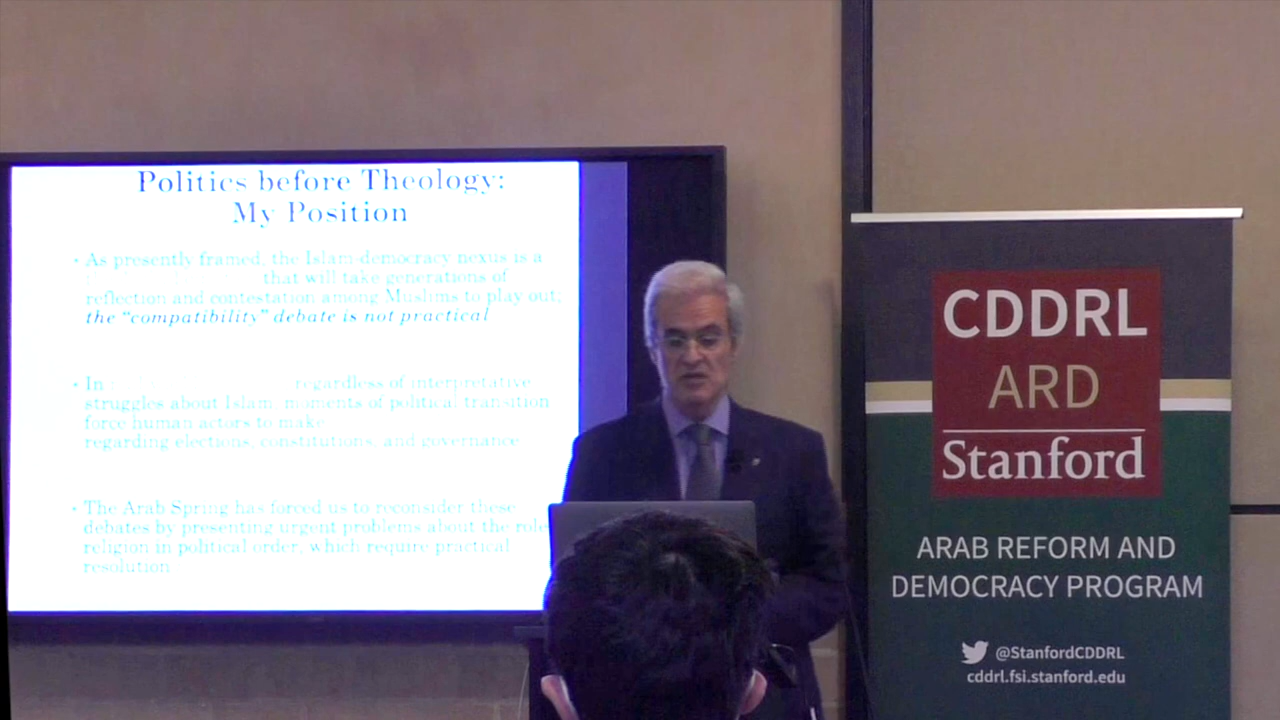 Politics before Theology:
My Position
• As presently framed, the Islam-democracy nexus is a
that will take generations of
reflection and contestation among Muslims to play out;
the “compatibility” debate is not practical
• In regardless of interpretative
struggles about Islam, moments of political transition
force human actors to make
regarding elections, constitutions, and governance
• The Arab Spring has forced us to reconsider these
debates by presenting urgent problems about the role
religion in political order, which require practical
resolution
CDDRL
ARD
Stanford
ARAB REFORM AND
DEMOCRACY PROGRAM
@StanfordCDDRL
cddrl.fsi.stanford.edu